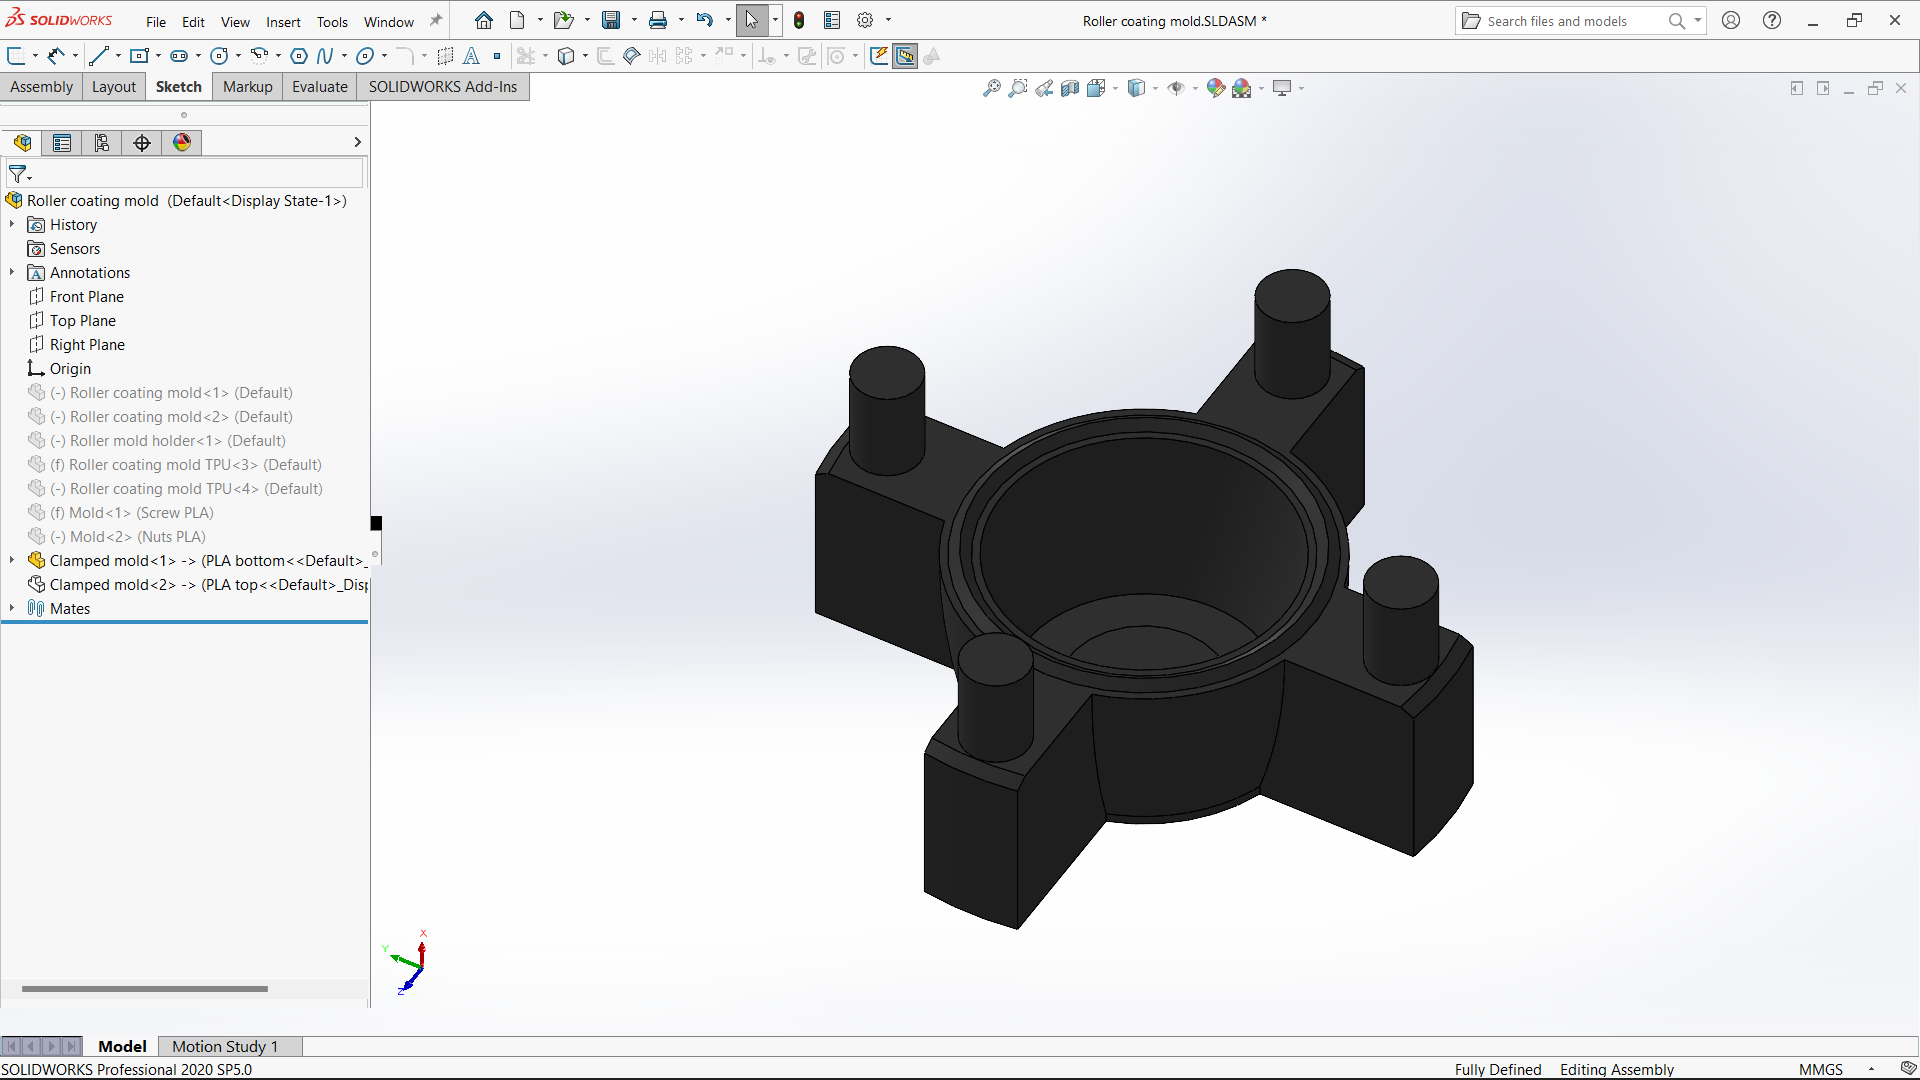 SOLIDWORKS File Edit View Insert Tools Window Roller coating mold.SLDASM * Search files and models
Assembly Layout Sketch Markup Evaluate SOLIDWORKS Add-Ins
Roller coating mold (Default<Display State-1>)
History
Sensors
Annotations
Front Plane
Top Plane
Right Plane
Origin
(-) Roller coating mold<1> (Default)
(-) Roller coating mold<2> (Default)
(-) Roller mold holder<1> (Default)
(f) Roller coating mold TPU<3> (Default)
(-) Roller coating mold TPU<4> (Default)
(f) Mold<1> (Screw PLA)
(-) Mold<2> (Nuts PLA)
Clamped mold<1> -> (PLA bottom<<Default>_
Clamped mold<2> -> (PLA top<<Default>_Disp
Mates
X
Y
Z
Model Motion Study 1
SOLIDWORKS Professional 2020 SP5.0 Fully Defined Editing Assembly MMGS